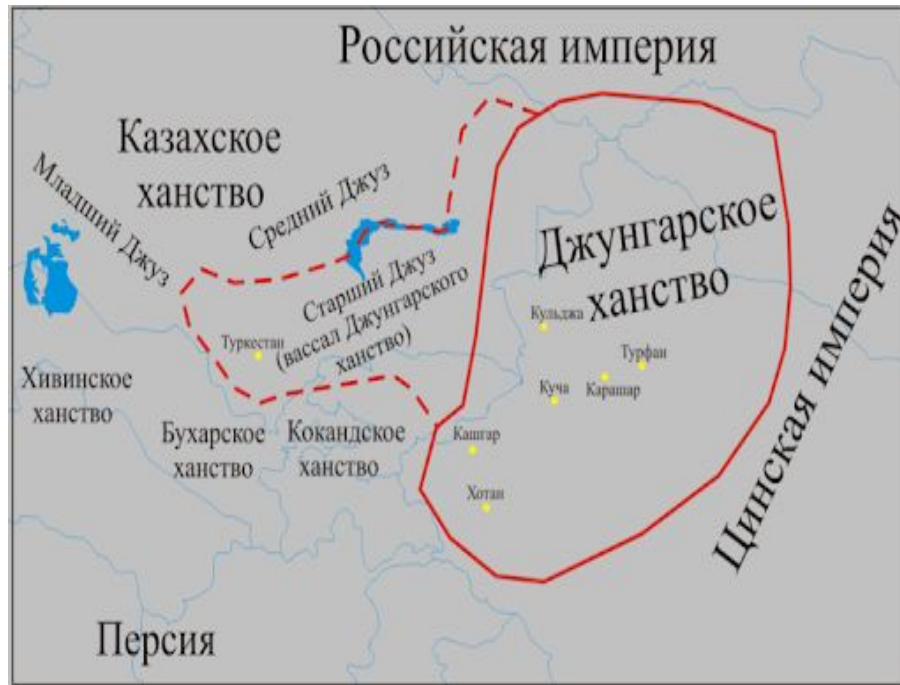 Российская империя
Казахское
ханство
Младший Джуз
Средний Джуз
Старший Джуз
(вассал Джунгарского
ханство)
Джунгарское
ханство
Кульджа
Туркестан
Турфан
Куча
Карашар
Хивинское
ханство
Бухарское
ханство
Кокандское
ханство
Кашгар
Хотан
Цинская империя
Персия